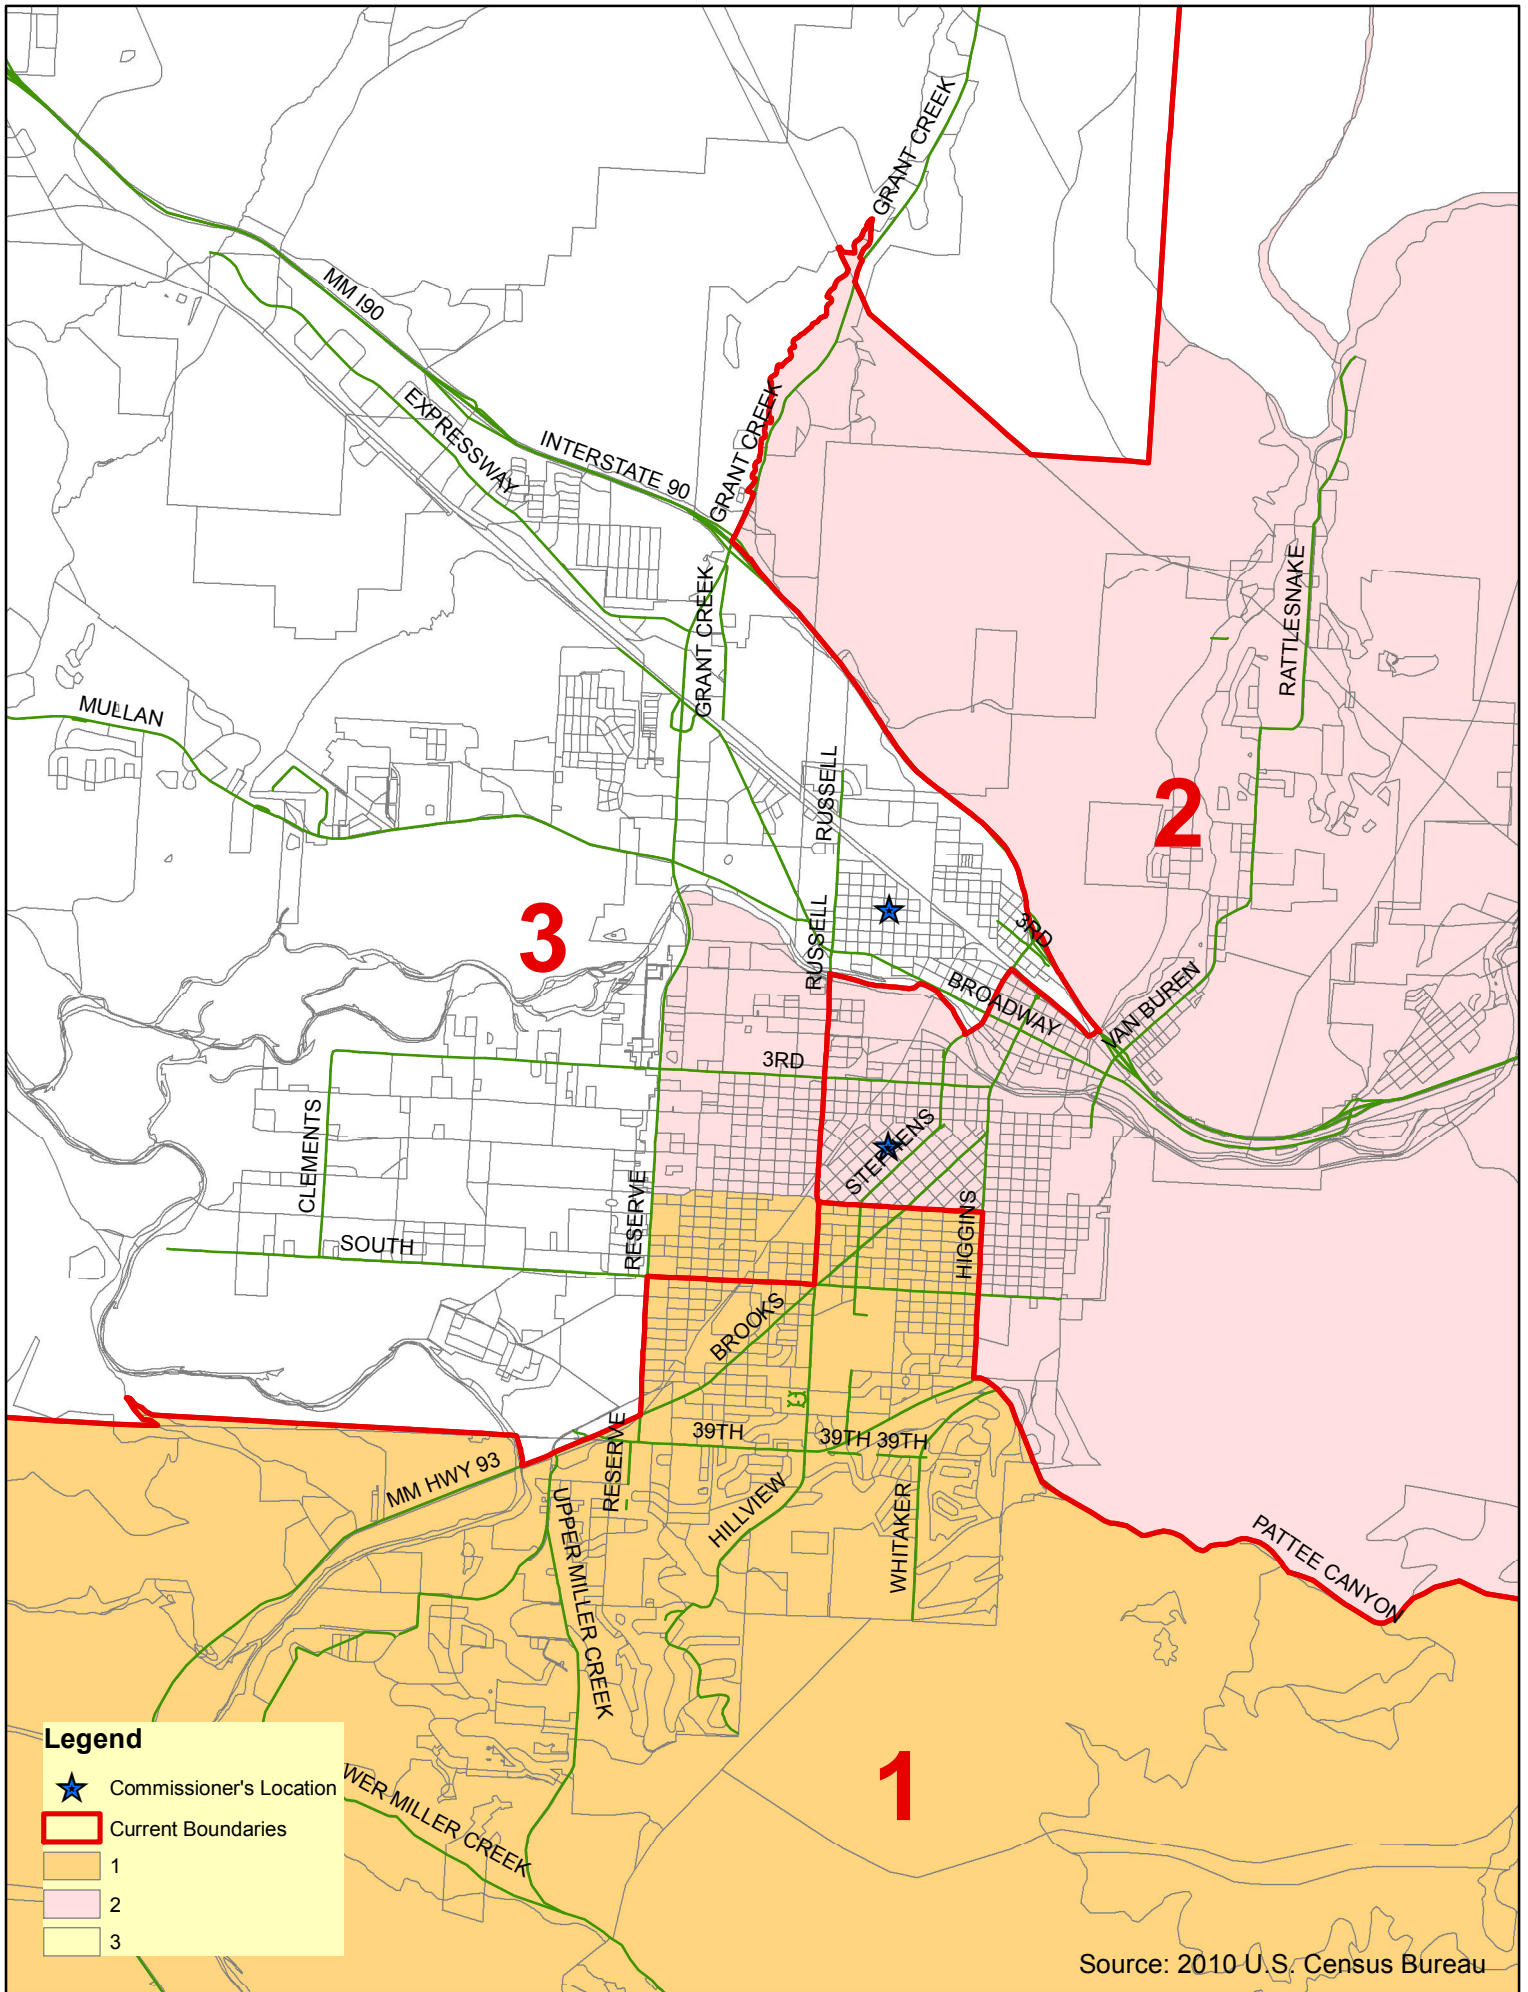 GRANT CREEK
MM I90
EXPRESSWAY
GRANT CREEK
INTERSTATE 90
RATTLESNAKE
GRANT CREEK
MULLAN
RUSSELL
2
3
RUSSELL
3RD
BROADWAY
VAN BUREN
3RD
CLEMENTS
STEPHENS
RESERVE
HIGGINS
SOUTH
BROOKS
RESERVE
39TH
39TH
39TH
MM HWY 93
UPPER MILLER CREEK
HILLVIEW
WHITAKER
PATTEE CANYON
1
WER MILLER CREEK
Legend
Commissioner's Location
Current Boundaries
1
2
3
Source: 2010 U.S. Census Bureau